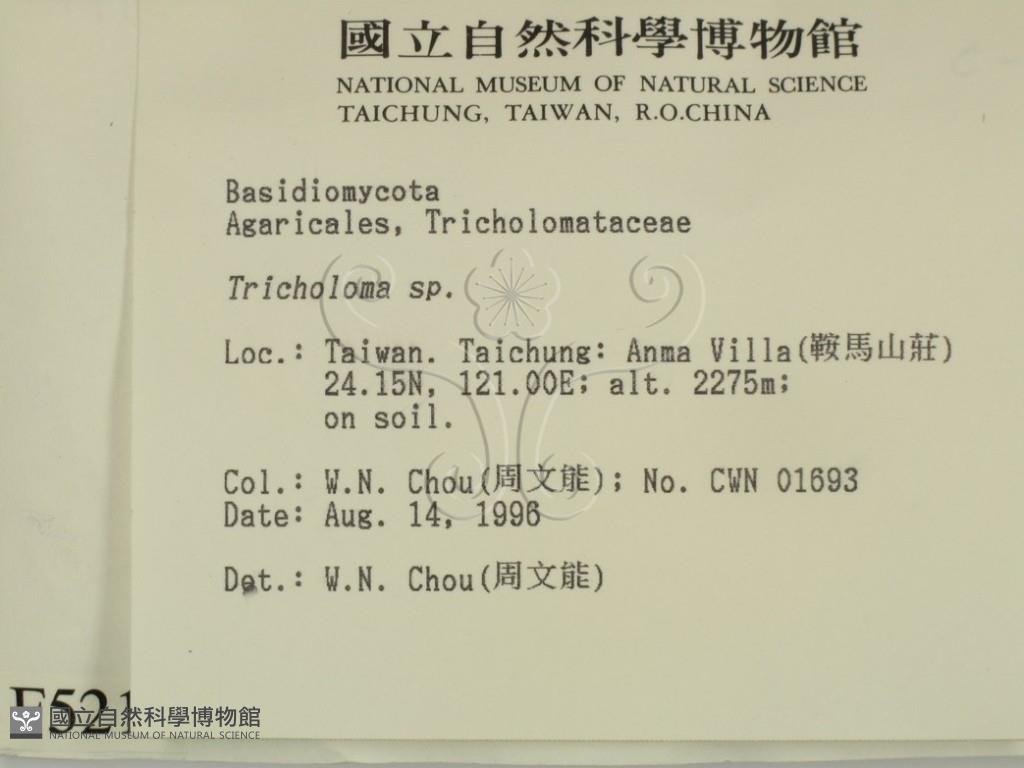 國立自然科學博物館
NATIONAL MUSEUM OF NATURAL SCIENCE
TAICHUNG, TAIWAN, R.O.CHINA
Basidiomycota
Agaricales, Tricholomataceae
Tricholoma sp.
Loc.: Taiwan. Taichung: Anma Villa(鞍馬山莊)
24.15N, 121.00E; alt. 2275m;
on soil.
Col.: W.N. Chou(周文能); No. CWN 01693
Date: Aug. 14, 1996
Det.: W.N. Chou(周文能)
F521
國立自然科學博物館
NATIONAL MUSEUM OF NATURAL SCIENCE